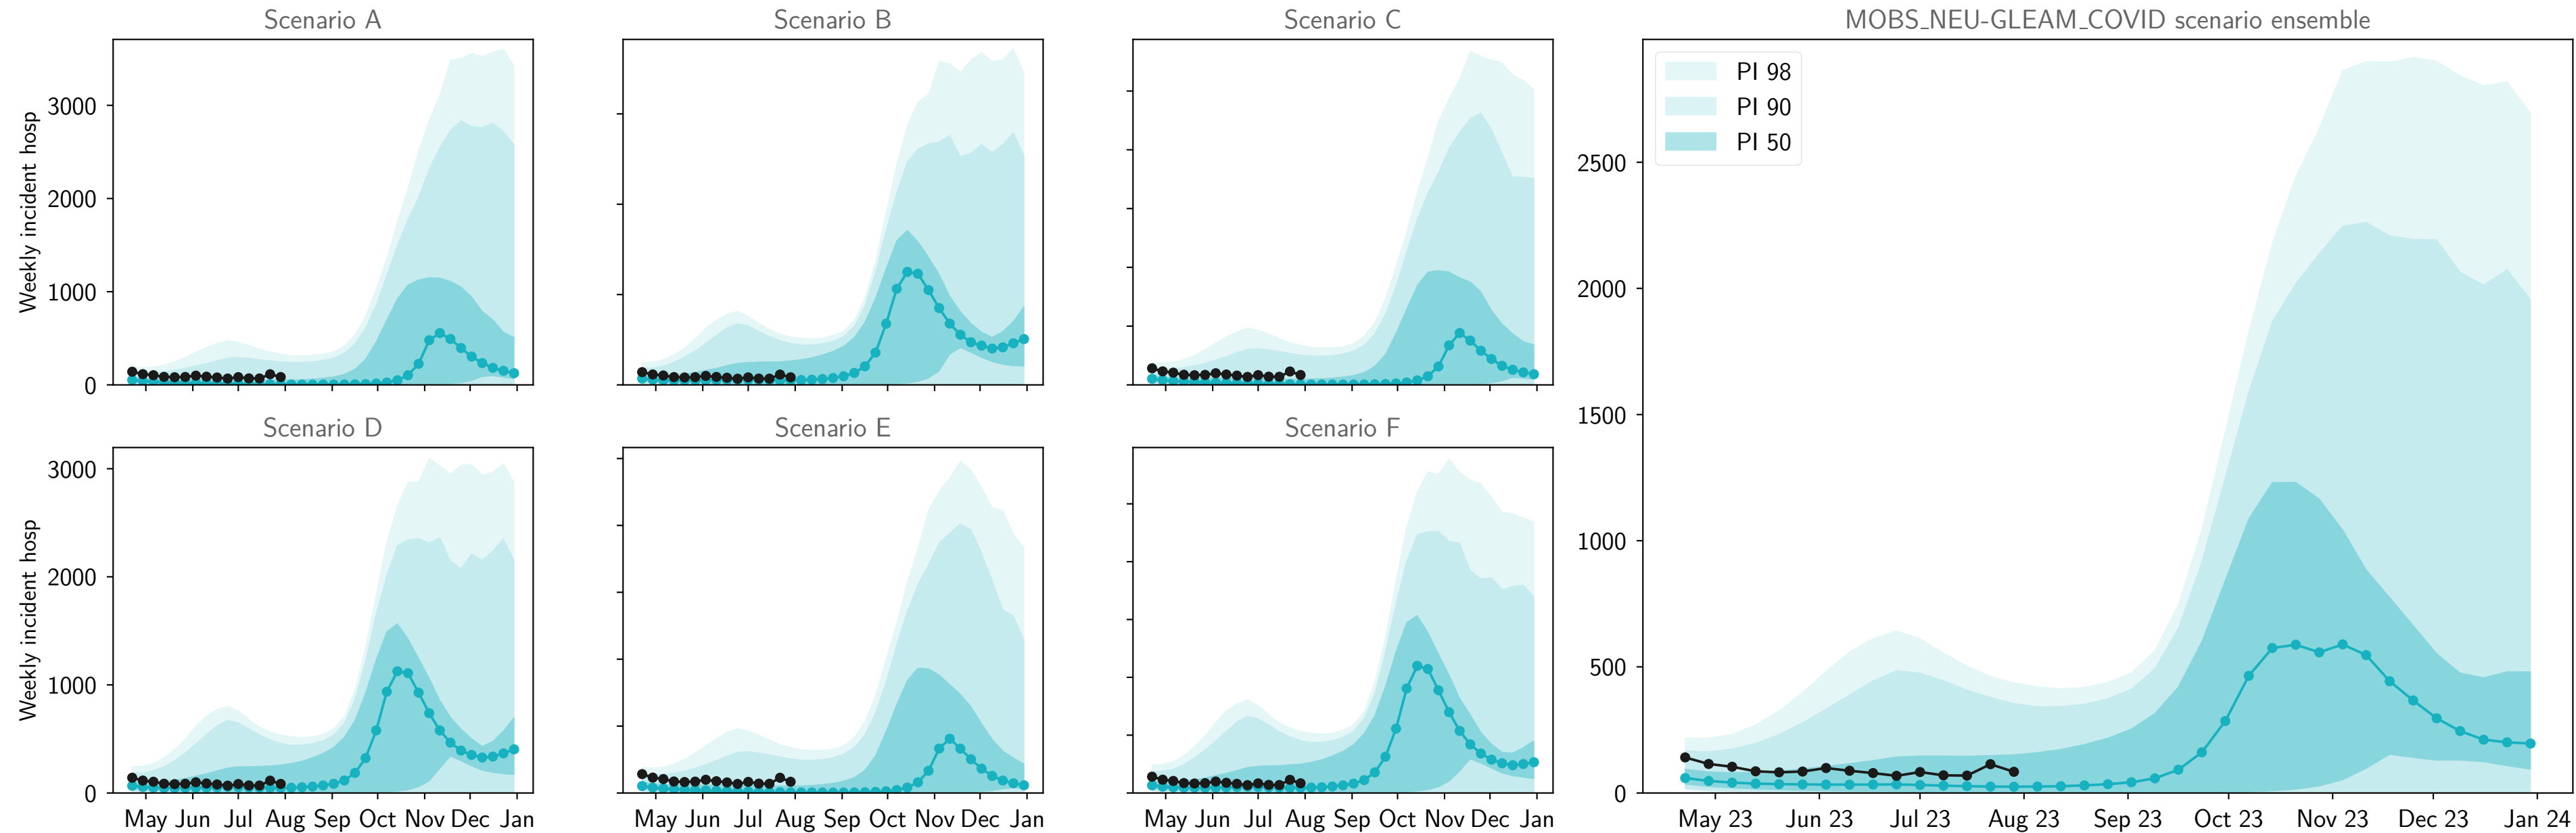 Scenario A
Scenario B
Scenario C
MOBS_NEU-GLEAM_COVID scenario ensemble
Weekly incident hosp
3000
2000
1000
0
PI 98
PI 90
PI 50
2500
2000
1500
1000
500
0
Scenario D
Scenario E
Scenario F
Weekly incident hosp
3000
2000
1000
0
May Jun Jul Aug Sep Oct Nov Dec Jan
May Jun Jul Aug Sep Oct Nov Dec Jan
May Jun Jul Aug Sep Oct Nov Dec Jan
May 23 Jun 23 Jul 23 Aug 23 Sep 23 Oct 23 Nov 23 Dec 23 Jan 24